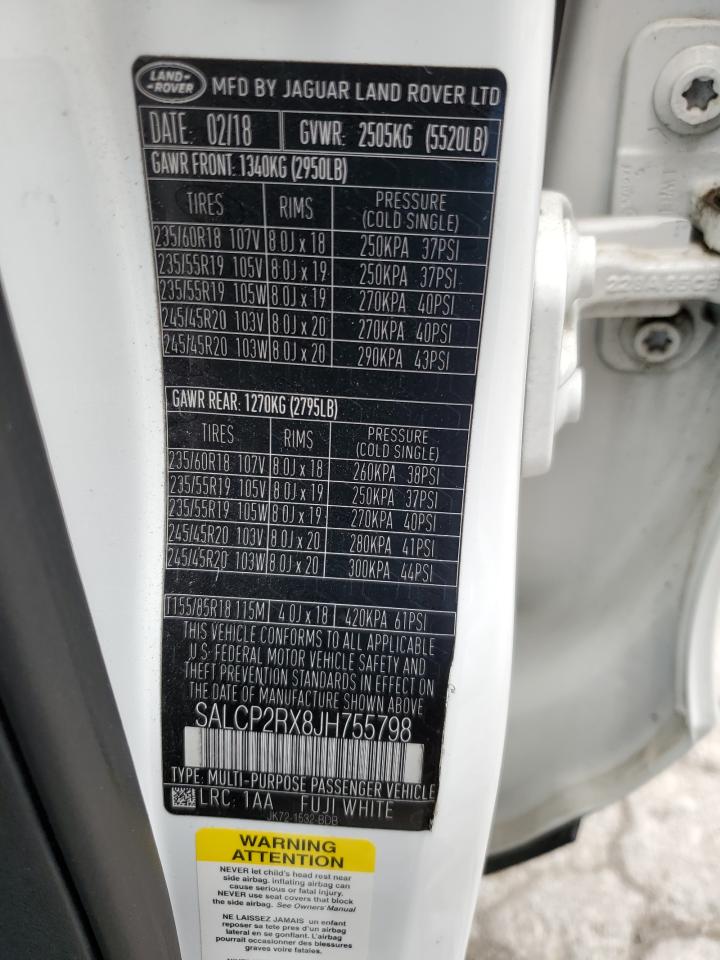 LAND-
ROVER
MFD BY JAGUAR LAND ROVER LTD
DATE: 02/18 GVWR: 2505KG (5520LB)
GAWR FRONT: 1340KG (2950LB)
TIRES RIMS PRESSURE
(COLD SINGLE)
235/60R18 107V 8.0J x 18 250KPA 37PSI
235/55R19 105V 8.0J x 19 250KPA 37PSI
235/55R19 105W 8.0J x 19 270KPA 40PSI
245/45R20 103V 8.0J x 20 270KPA 40PSI
245/45R20 103W 8.0J x 20 290KPA 43PSI
GAWR REAR: 1270KG (2795LB)
TIRES RIMS PRESSURE
(COLD SINGLE)
235/60R18 107V 8.0J x 18 260KPA 38PSI
235/55R19 105V 8.0J x 19 250KPA 37PSI
235/55R19 105W 8.0J x 19 270KPA 40PSI
245/45R20 103V 8.0J x 20 280KPA 41PSI
245/45R20 103W 8.0J x 20 300KPA 44PSI
T155/85R18 115M 4.0J x 18 420KPA 61PSI
THIS VEHICLE CONFORMS TO ALL APPLICABLE
U.S-FEDERAL MOTOR VEHICLE SAFETY AND
THEFT PREVENTION STANDARDS IN EFFECT
ON THE DATE OF MANUFACTURE SHOWN ABOVE
SALCP2RX8JH755798
TYPE: MULTI-PURPOSE PASSENGER VEHICLE
LRC: 1AA FUJI WHITE
JK72-1532-BDB
WARNING
ATTENTION
NEVER let child's head rest near
side airbag. inflating airbag can
cause serious or fatal injury.
NEVER use seat covers that block
the side airbag. See Owners' Manual
NE LAISSEZ JAMAIS un enfant
reposer sa tete pres d'un airbag
lateral en se gonflant. L'airbag
pourrait occasionner des blessures
graves voire fatales.